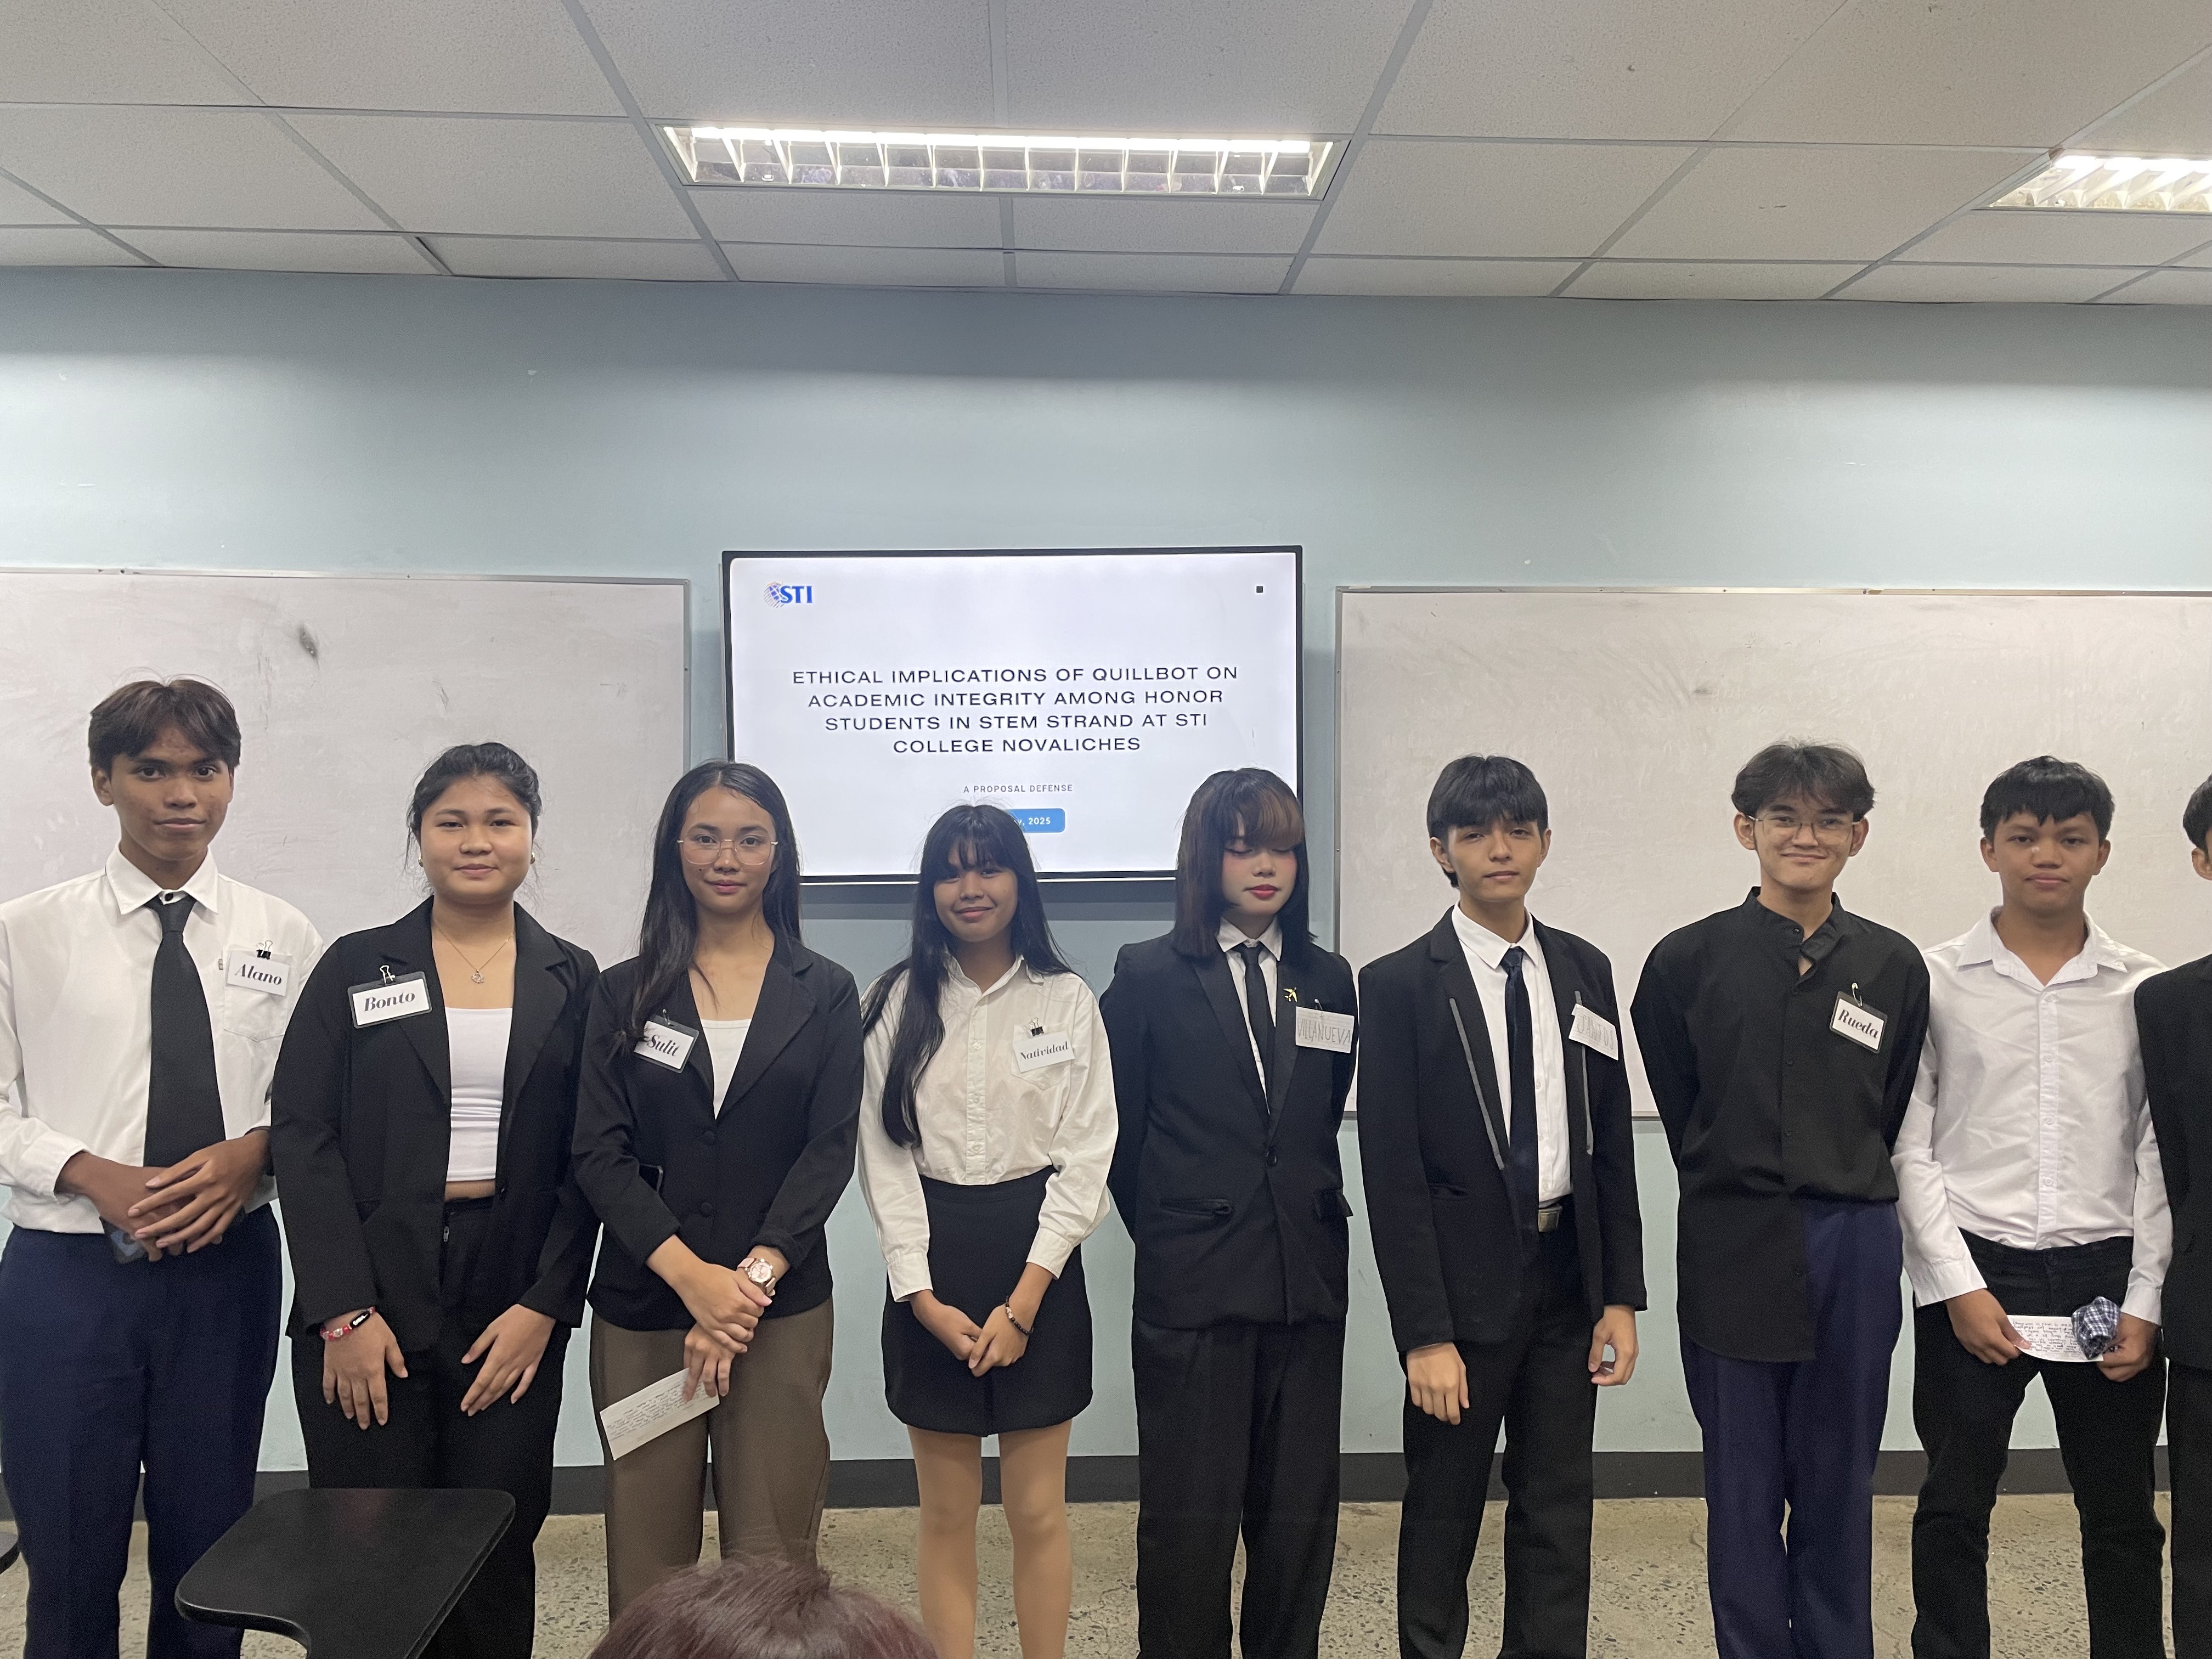 STI
ETHICAL IMPLICATIONS OF QUILLBOT ON
ACADEMIC INTEGRITY AMONG HONOR
STUDENTS IN STEM STRAND AT STI
COLLEGE NOVALICHES
A PROPOSAL DEFENSE
2025
Alano
Bonto
Sulit
Natividad
VILLANUEVA
Rueda